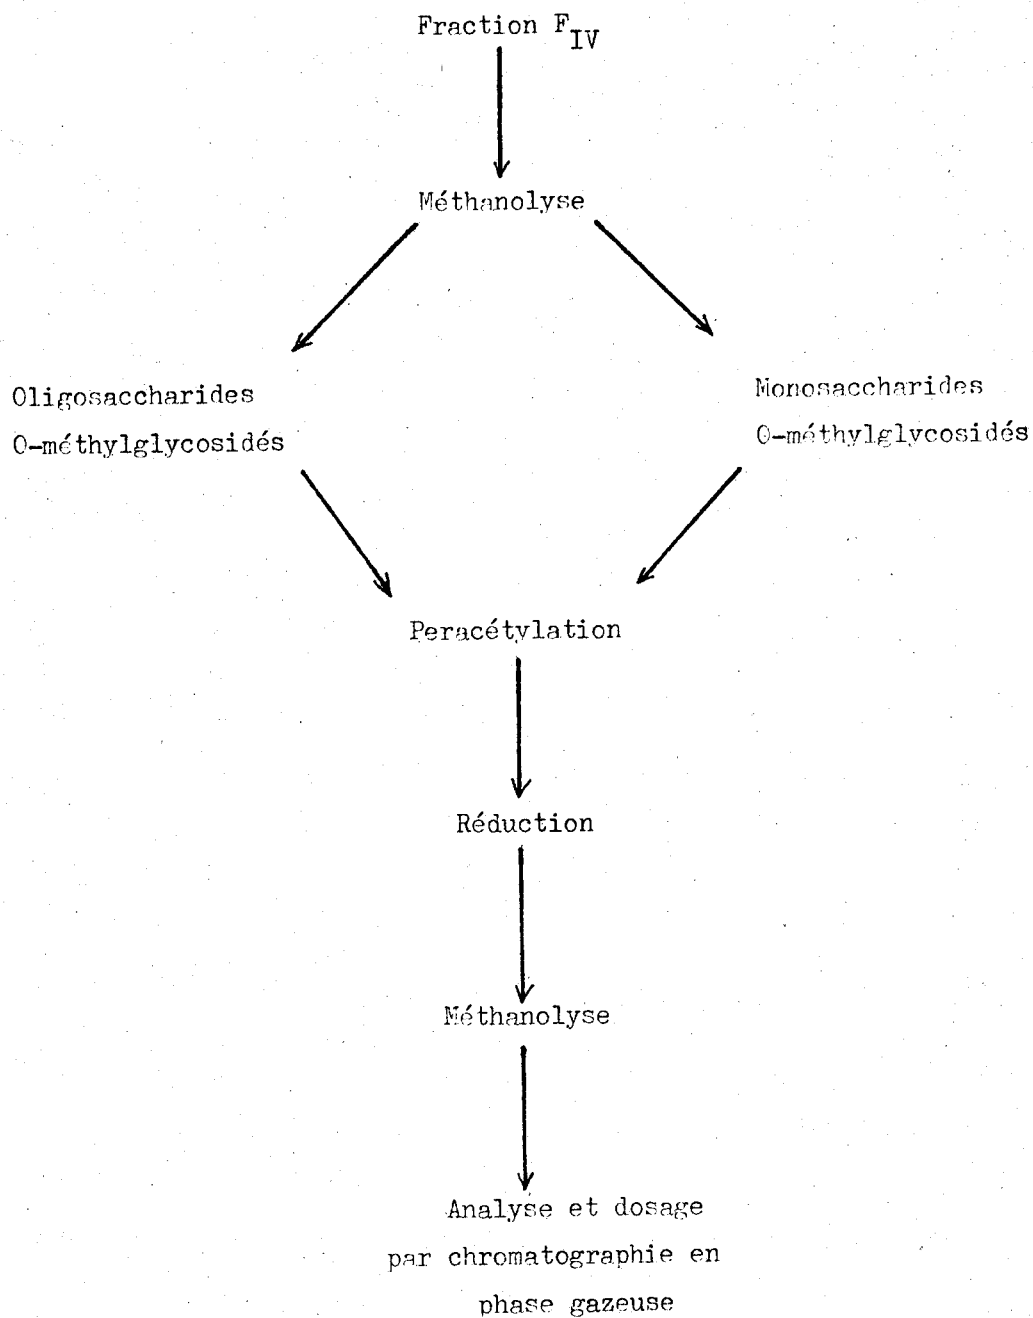 Fraction F_IV
Méthanolyse
Oligosaccharides
O-méthylglycosidés
Monosaccharides
O-méthylglycosidés
Peracétylation
Réduction
Méthanolyse
Analyse et dosage
par chromatographie en
phase gazeuse